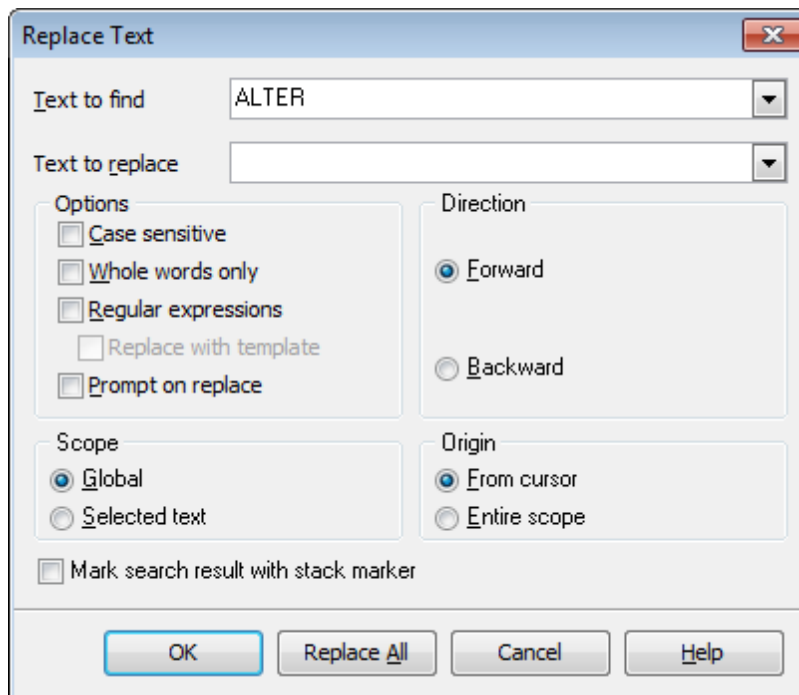 Replace Text
Text to find
ALTER
Text to replace
Options
Case sensitive
Whole words only
Regular expressions
Replace with template
Prompt on replace
Direction
Forward
Backward
Scope
Global
Selected text
Origin
From cursor
Entire scope
Mark search result with stack marker
OK
Replace All
Cancel
Help